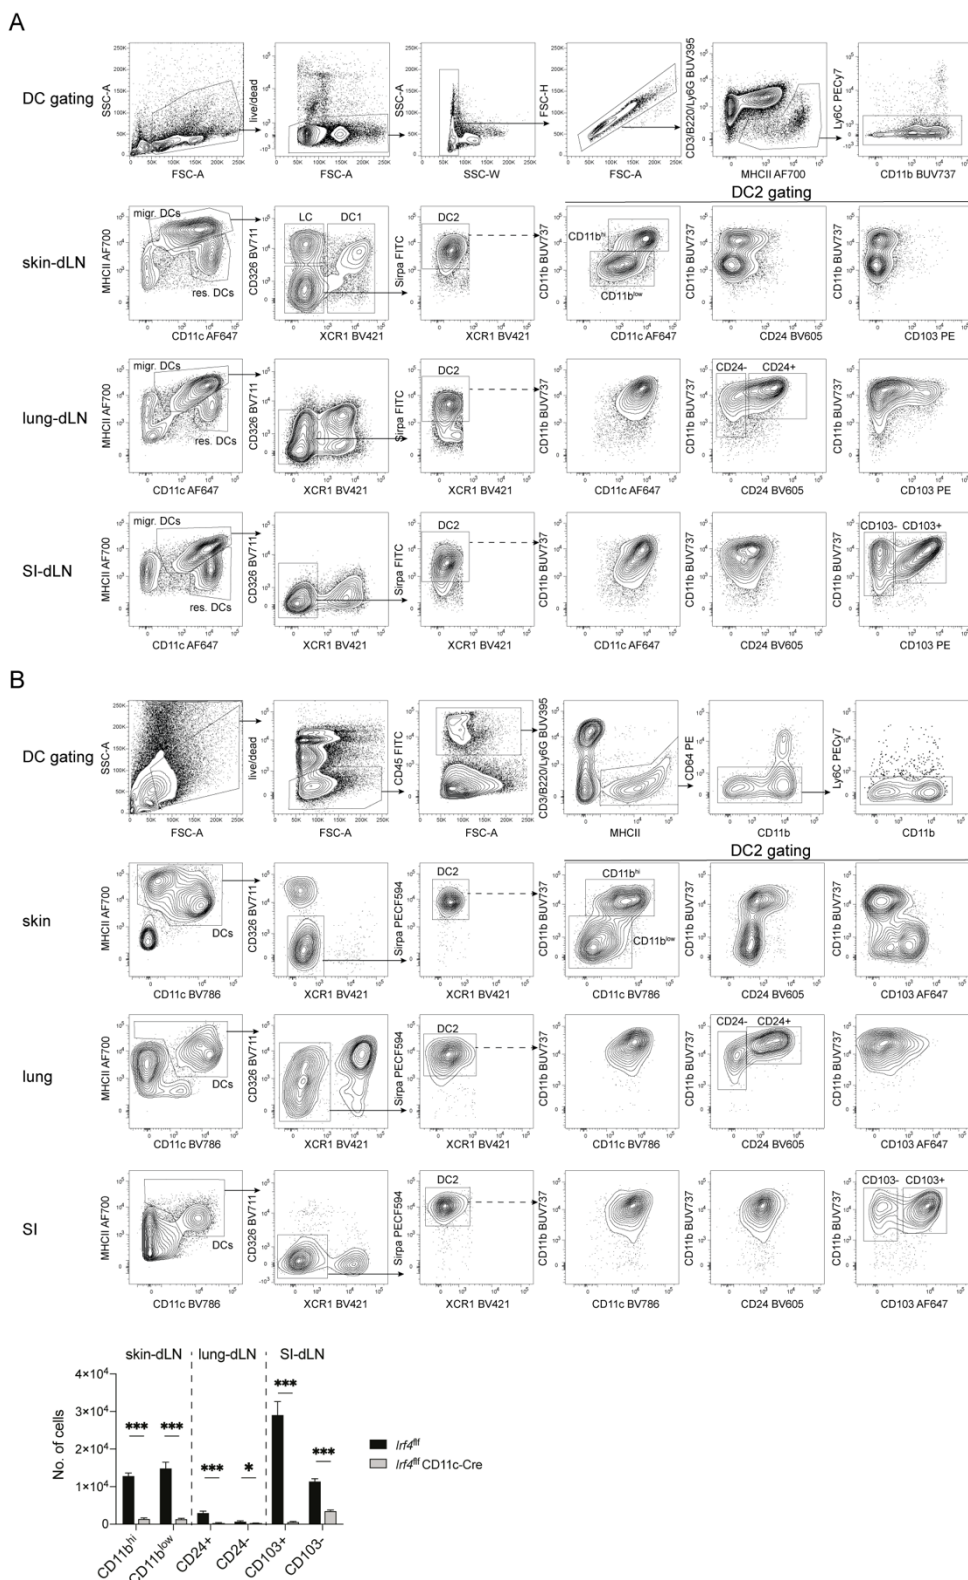 A
DC gating
SSC-A
FSC-A
live/dead
FSC-A
SSC-A
SSC-W
FSC-H
FSC-A
CD3/B220/Ly6G BUV395
MHCII AF700
Ly6C PECy7
CD11b BUV737
DC2 gating
skin-dLN
migr. DCs
res. DCs
MHCII AF700
CD11c AF647
LC
DC1
CD326 BV711
XCR1 BV421
DC2
Sirpa FITC
XCR1 BV421
CD11b^hi
CD11b^low
CD11b BUV737
CD11c AF647
CD11b BUV737
CD24 BV605
CD11b BUV737
CD103 PE
lung-dLN
migr. DCs
res. DCs
MHCII AF700
CD11c AF647
CD326 BV711
XCR1 BV421
DC2
Sirpa FITC
XCR1 BV421
CD11b BUV737
CD11c AF647
CD24- CD24+
CD11b BUV737
CD24 BV605
CD11b BUV737
CD103 PE
SI-dLN
migr. DCs
res. DCs
MHCII AF700
CD11c AF647
CD326 BV711
XCR1 BV421
DC2
Sirpa FITC
XCR1 BV421
CD11b BUV737
CD11c AF647
CD11b BUV737
CD24 BV605
CD103- CD103+
CD11b BUV737
CD103 PE
B
DC gating
SSC-A
FSC-A
live/dead
FSC-A
CD45 FITC
FSC-A
CD3/B220/Ly6G BUV395
MHCII
CD64 PE
CD11b
Ly6C PECy7
CD11b
DC2 gating
skin
DCs
MHCII AF700
CD11c BV786
CD326 BV711
XCR1 BV421
DC2
Sirpa PECF594
XCR1 BV421
CD11b^hi
CD11b^low
CD11b BUV737
CD11c BV786
CD11b BUV737
CD24 BV605
CD11b BUV737
CD103 AF647
lung
DCs
MHCII AF700
CD11c BV786
CD326 BV711
XCR1 BV421
DC2
Sirpa PECF594
XCR1 BV421
CD11b BUV737
CD11c BV786
CD24- CD24+
CD11b BUV737
CD24 BV605
CD11b BUV737
CD103 AF647
SI
DCs
MHCII AF700
CD11c BV786
CD326 BV711
XCR1 BV421
DC2
Sirpa PECF594
XCR1 BV421
CD11b BUV737
CD11c BV786
CD11b BUV737
CD24 BV605
CD103- CD103+
CD11b BUV737
CD103 AF647
skin-dLN lung-dLN SI-dLN
No. of cells
4×10⁴
3×10⁴
2×10⁴
1×10⁴
0
*** *** *** * *** ***
Irf4^f/f
Irf4^f/f CD11c-Cre
CD11b^hi
CD11b^low
CD24+
CD24-
CD103+
CD103-